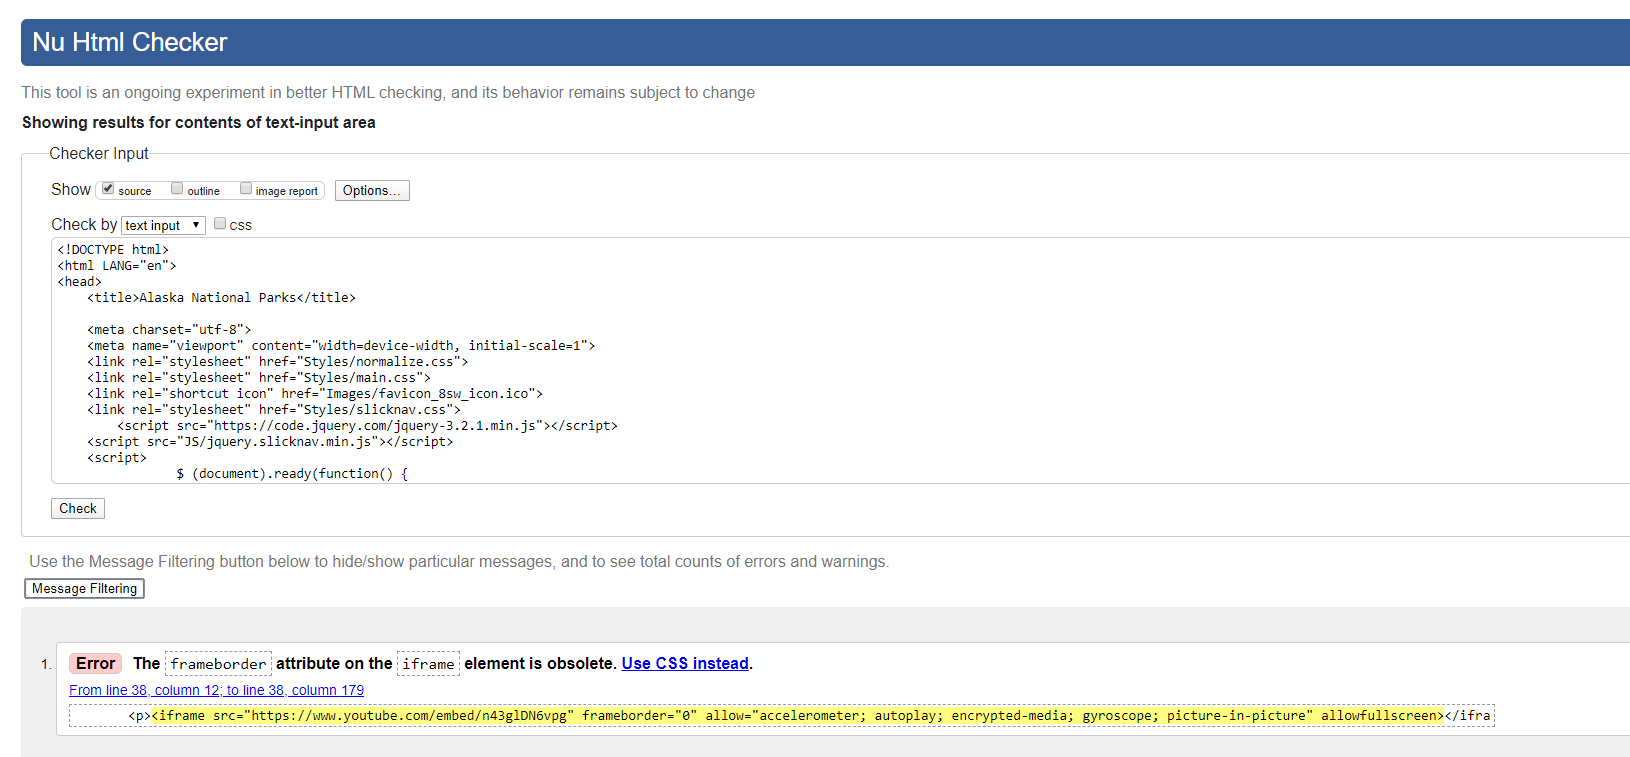 Nu Html Checker
This tool is an ongoing experiment in better HTML checking, and its behavior remains subject to change
Showing results for contents of text-input area
Checker Input
Show source outline image report Options...
Check by text input css
<!DOCTYPE html>
<html LANG="en">
<head>
    <title>Alaska National Parks</title>
    <meta charset="utf-8">
    <meta name="viewport" content="width=device-width, initial-scale=1">
    <link rel="stylesheet" href="Styles/normalize.css">
    <link rel="stylesheet" href="Styles/main.css">
    <link rel="shortcut icon" href="Images/favicon_8sw_icon.ico">
    <link rel="stylesheet" href="Styles/slicknav.css">
        <script src="https://code.jquery.com/jquery-3.2.1.min.js"></script>
    <script src="JS/jquery.slicknav.min.js"></script>
    <script>
                $ (document).ready(function() {
Check
Use the Message Filtering button below to hide/show particular messages, and to see total counts of errors and warnings.
Message Filtering
1. Error The frameborder attribute on the iframe element is obsolete. Use CSS instead.
From line 38, column 12; to line 38, column 179
<p><iframe src="https://www.youtube.com/embed/n43glDN6vpg" frameborder="0" allow="accelerometer; autoplay; encrypted-media; gyroscope; picture-in-picture" allowfullscreen></ifra